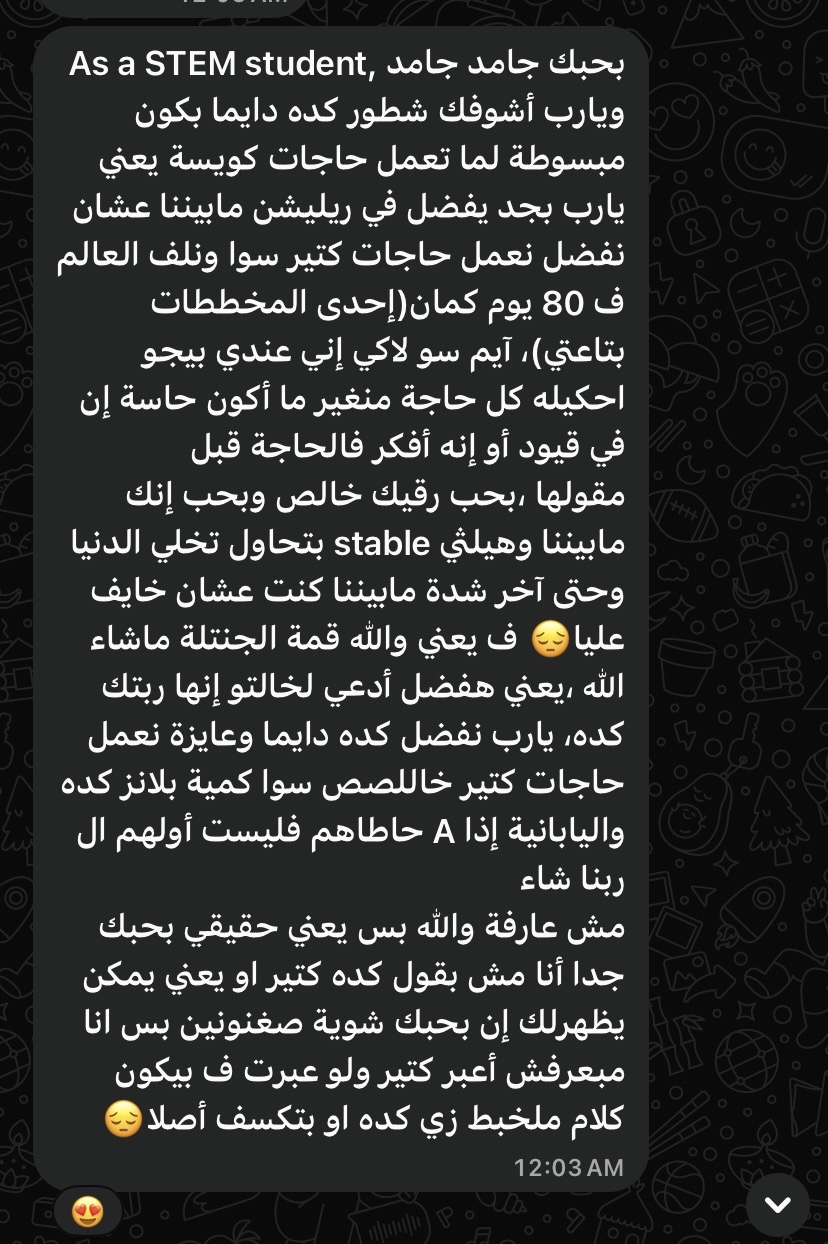 As a STEM student, بحبك جامد جامد
ويارب أشوفك شطور كده دايما بكون
مبسوطة لما تعمل حاجات كويسة يعني
يارب بجد يفضل في ريليشن مابيننا عشان
نفضل نعمل حاجات كتير سوا ونلف العالم
ف 80 يوم كمان(إحدى المخططات
بتاعتي)، آيم سو لاكي إني عندي بيجو
احكيله كل حاجة منغير ما أكون حاسة إن
في قيود أو إنه أفكر فالحاجة قبل
مقولها ،بحب رقيك خالص وبحب إنك
بتحاول تخلي الدنيا stable مابيننا وهيلثي
وحتى آخر شدة مابيننا كنت عشان خايف
عليا😔 ف يعني والله قمة الجنتلة ماشاء
الله ،يعني هفضل أدعي لخالتو إنها ربتك
كده، يارب نفضل كده دايما وعايزة نعمل
حاجات كتير خاللصص سوا كمية بلانز كده
حاطاهم فليست أولهم ال A واليابانية إذا
ربنا شاء
مش عارفة والله بس يعني حقيقي بحبك
جدا أنا مش بقول كده كتير او يعني يمكن
يظهرلك إن بحبك شوية صغنونين بس انا
مبعرفش أعبر كتير ولو عبرت ف بيكون
كلام ملخبط زي كده او بتكسف أصلا😔
12:03 AM
😍